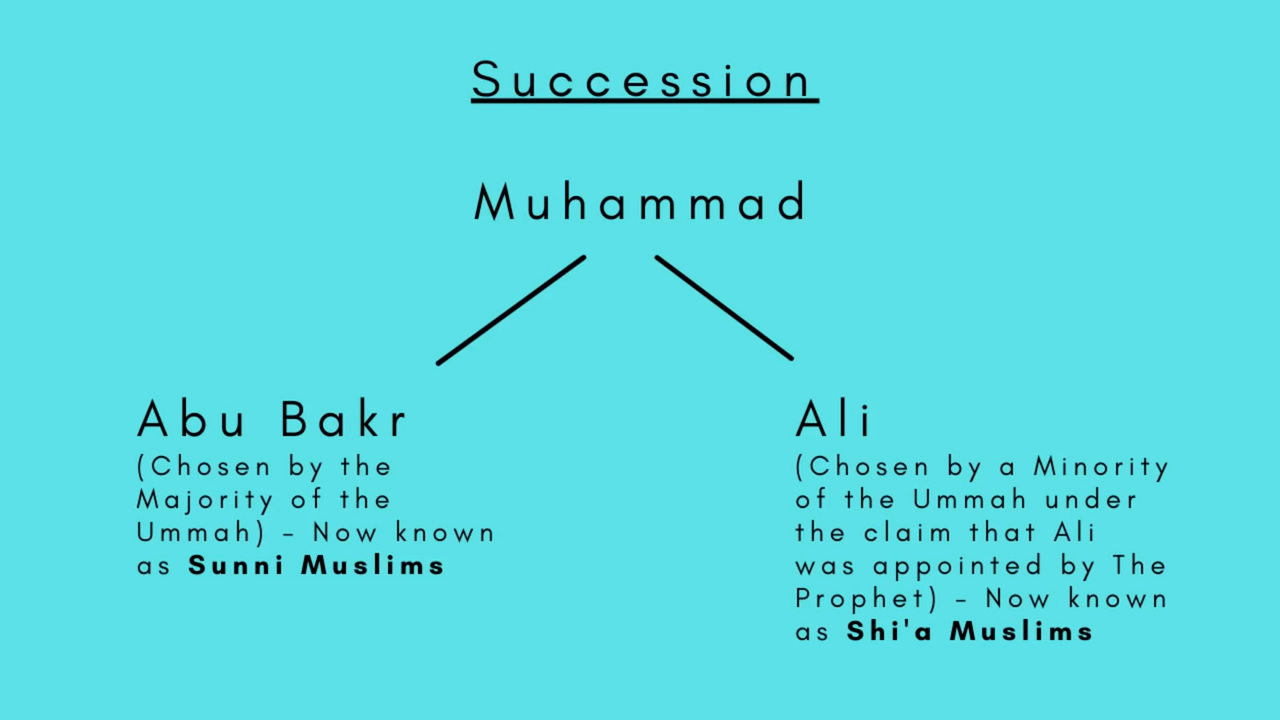 Succession
Muhammad
Abu Bakr
(Chosen by the
Majority of the
Ummah) - Now known
as Sunni Muslims
Ali
(Chosen by a Minority
of the Ummah under
the claim that Ali
was appointed by The
Prophet) - Now known
as Shi'a Muslims